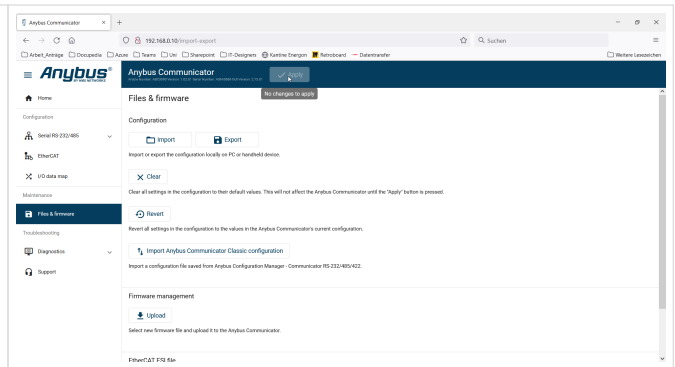 Anybus Communicator
192.168.0.10/import-export
Suchen
Arbeit_Anträge Docupedia Azure Teams Uni Sharepoint IT-Designers Kantine Energon Retroboard Datentransfer Weitere Lesezeichen
Anybus®
BY HMS NETWORKS
Anybus Communicator
Apply
No changes to apply
Home
Configuration
Serial RS-232/485
EtherCAT
I/O data map
Maintenance
Files & firmware
Troubleshooting
Diagnostics
Support
Files & firmware
Configuration
Import Export
Import or export the configuration locally on PC or handheld device.
Clear
Clear all settings in the configuration to their default values. This will not affect the Anybus Communicator until the "Apply" button is pressed.
Revert
Revert all settings in the configuration to the values in the Anybus Communicator's current configuration.
Import Anybus Communicator Classic configuration
Import a configuration file saved from Anybus Configuration Manager - Communicator RS-232/485/422.
Firmware management
Upload
Select new firmware file and upload it to the Anybus Communicator.
EtherCAT ESI file